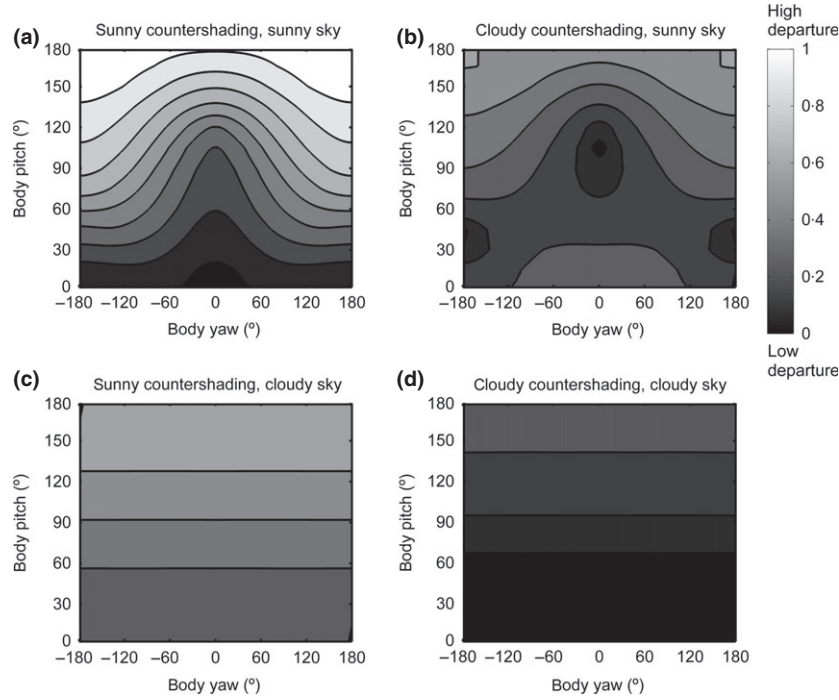 (a) Sunny countershading, sunny sky
180
150
120
90
60
30
0
Body pitch (º)
–180 –120 –60 0 60 120 180
Body yaw (º)
(b) Cloudy countershading, sunny sky
180
150
120
90
60
30
0
Body pitch (º)
–180 –120 –60 0 60 120 180
Body yaw (º)
High
departure
1
0·8
0·6
0·4
0·2
0
Low
departure
(c) Sunny countershading, cloudy sky
180
150
120
90
60
30
0
Body pitch (º)
–180 –120 –60 0 60 120 180
Body yaw (º)
(d) Cloudy countershading, cloudy sky
180
150
120
90
60
30
0
Body pitch (º)
–180 –120 –60 0 60 120 180
Body yaw (º)